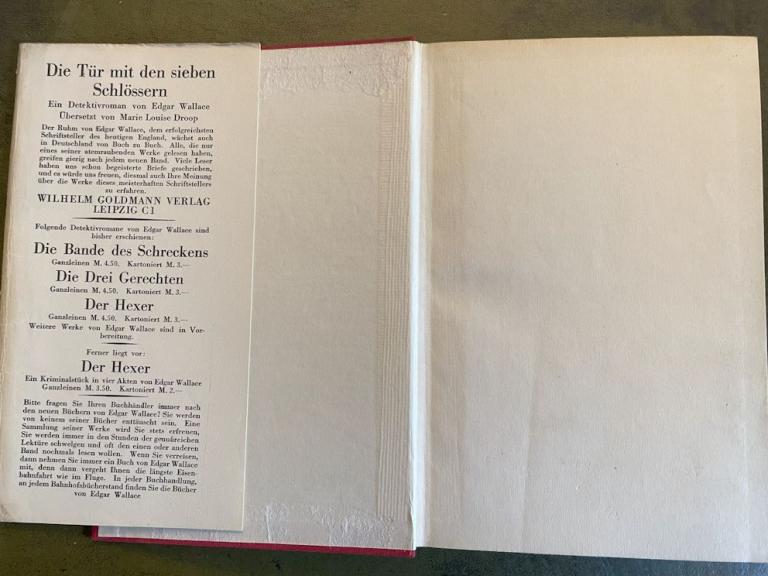 Die Tür mit den sieben
Schlössern
Ein Detektivroman von Edgar Wallace
Übersetzt von Marie Louise Droop
Der Ruhm von Edgar Wallace, dem erfolgreichsten
Schriftsteller des heutigen England, wächst auch
in Deutschland von Buch zu Buch. Alle, die nur
eines seiner atemraubenden Werke gelesen haben,
greifen gierig nach jedem neuen Band. Viele Leser
haben uns schon begeisterte Briefe geschrieben,
und es würde uns freuen, diesmal auch Ihre Meinung
über die Werke dieses meisterhaften Schriftstellers
zu erfahren.
WILHELM GOLDMANN VERLAG
LEIPZIG C1
Folgende Detektivromane von Edgar Wallace sind
bisher erschienen:
Die Bande des Schreckens
Ganzleinen M. 4.50. Kartoniert M. 3.—
Die Drei Gerechten
Ganzleinen M. 4.50. Kartoniert M. 3.—
Der Hexer
Ganzleinen M. 4.50. Kartoniert M. 3.—
Weitere Werke von Edgar Wallace sind in Vor-
bereitung.
Ferner liegt vor:
Der Hexer
Ein Kriminalstück in vier Akten von Edgar Wallace
Ganzleinen M. 3.50. Kartoniert M. 2.—
Bitte fragen Sie Ihren Buchhändler immer nach
den neuen Büchern von Edgar Wallace! Sie werden
von keinem seiner Bücher enttäuscht sein. Eine
Sammlung seiner Werke wird Sie stets erfreuen,
Sie werden immer in den Stunden der genußreichen
Lektüre schwelgen und oft den einen oder anderen
Band nochmals lesen wollen. Wenn Sie verreisen,
dann nehmen Sie immer ein Buch von Edgar Wallace
mit, denn dann vergeht Ihnen die längste Eisen-
bahnfahrt wie im Fluge. In jeder Buchhandlung,
an jedem Bahnhofsbücherstand finden Sie die Bücher
von Edgar Wallace